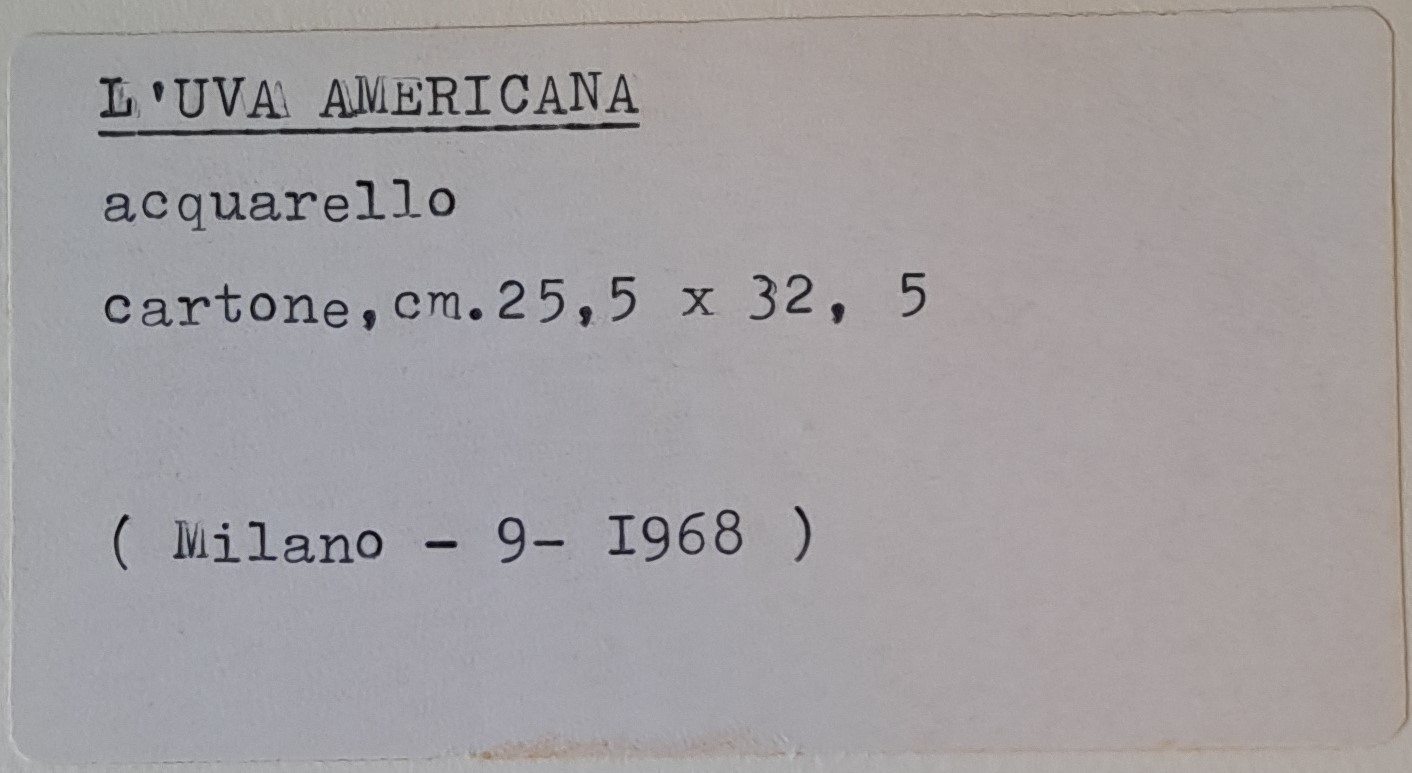 L'UVA AMERICANA
acquarello
cartone,cm.25,5 x 32, 5
( Milano - 9- I968 )